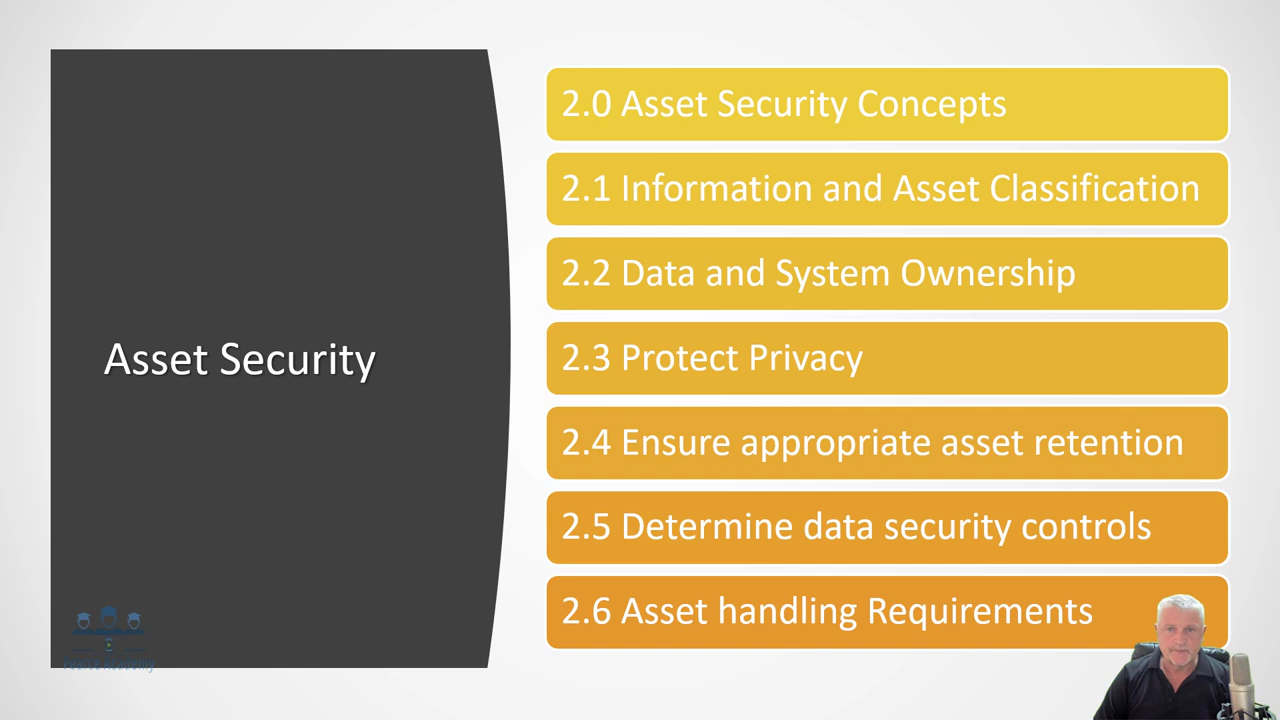 Asset Security
2.0 Asset Security Concepts
2.1 Information and Asset Classification
2.2 Data and System Ownership
2.3 Protect Privacy
2.4 Ensure appropriate asset retention
2.5 Determine data security controls
2.6 Asset handling Requirements
Academy